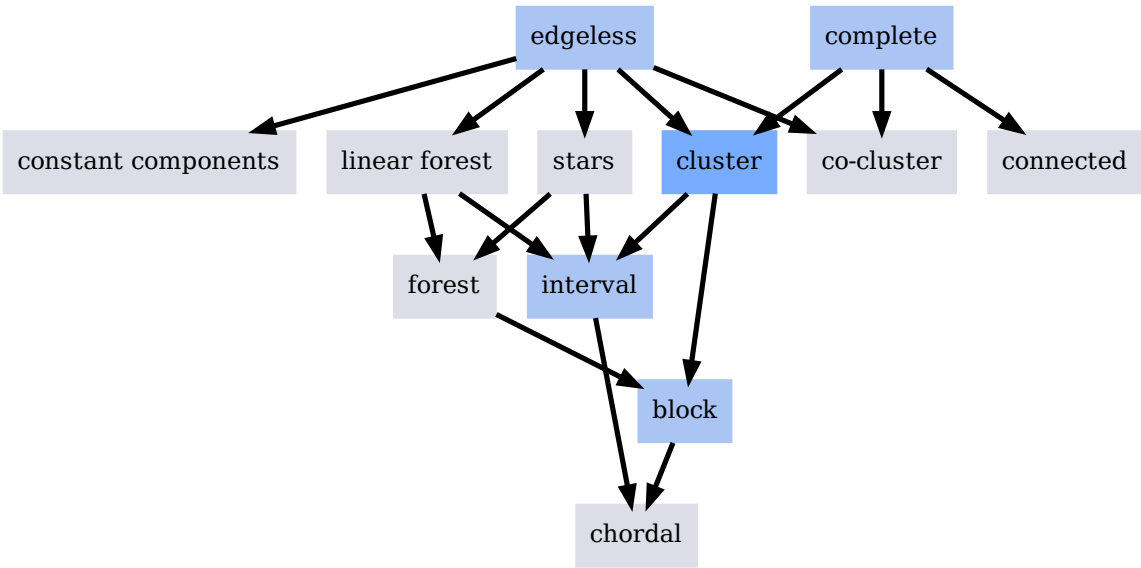 edgeless
complete
constant components
linear forest
stars
cluster
co-cluster
connected
forest
interval
block
chordal